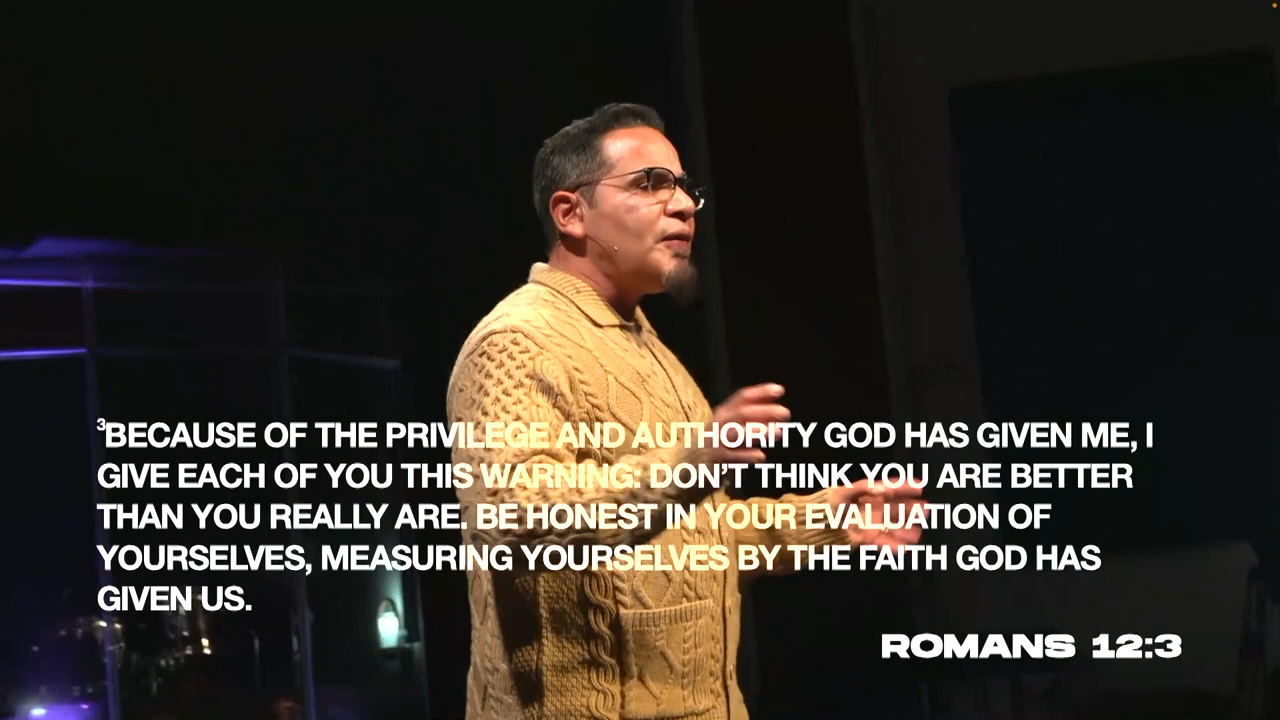 ³BECAUSE OF THE PRIVILEGE AND AUTHORITY GOD HAS GIVEN ME, I
GIVE EACH OF YOU THIS WARNING: DON’T THINK YOU ARE BETTER
THAN YOU REALLY ARE. BE HONEST IN YOUR EVALUATION OF
YOURSELVES, MEASURING YOURSELVES BY THE FAITH GOD HAS
GIVEN US.
ROMANS 12:3